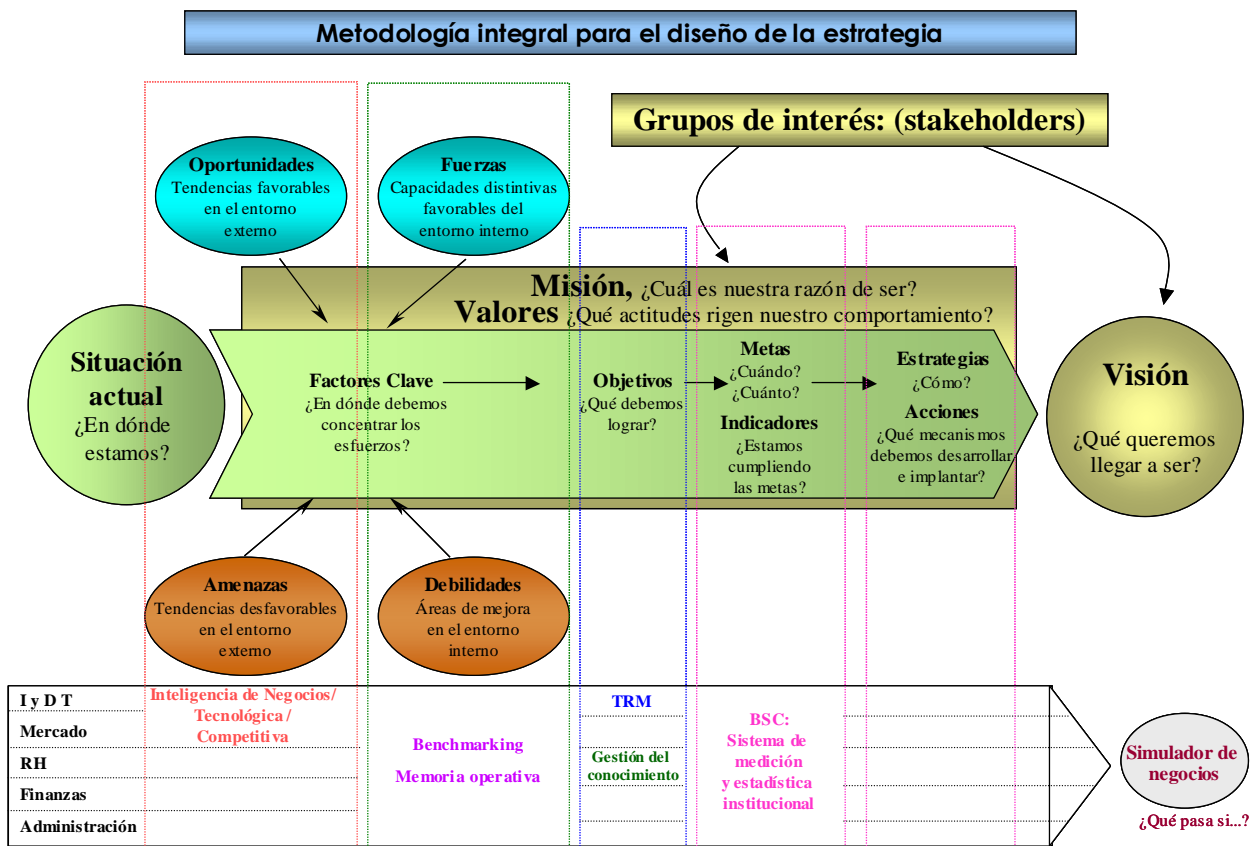 Metodología integral para el diseño de la estrategia
Grupos de interés: (stakeholders)
Oportunidades
Tendencias favorables
en el entorno
externo
Fuerzas
Capacidades distintivas
favorables del
entorno interno
Misión, ¿Cuál es nuestra razón de ser?
Valores ¿Qué actitudes rigen nuestro comportamiento?
Situación
actual
¿En dónde
estamos?
Factores Clave
¿En dónde debemos
concentrar los
esfuerzos?
Objetivos
¿Qué debemos
lograr?
Metas
¿Cuándo?
¿Cuánto?
Indicadores
¿Estamos
cumpliendo
las metas?
Estrategias
¿Cómo?
Acciones
¿Qué mecanismos
debemos desarrollar
e implantar?
Visión
¿Qué queremos
llegar a ser?
Amenazas
Tendencias desfavorables
en el entorno
externo
Debilidades
Áreas de mejora
en el entorno
interno
I y D T
Mercado
RH
Finanzas
Administración
Inteligencia de Negocios/
Tecnológica /
Competitiva
Benchmarking
Memoria operativa
TRM
Gestión del
conocimiento
BSC:
Sistema de
medición
y estadística
institucional
Simulador de
negocios
¿Qué pasa si...?